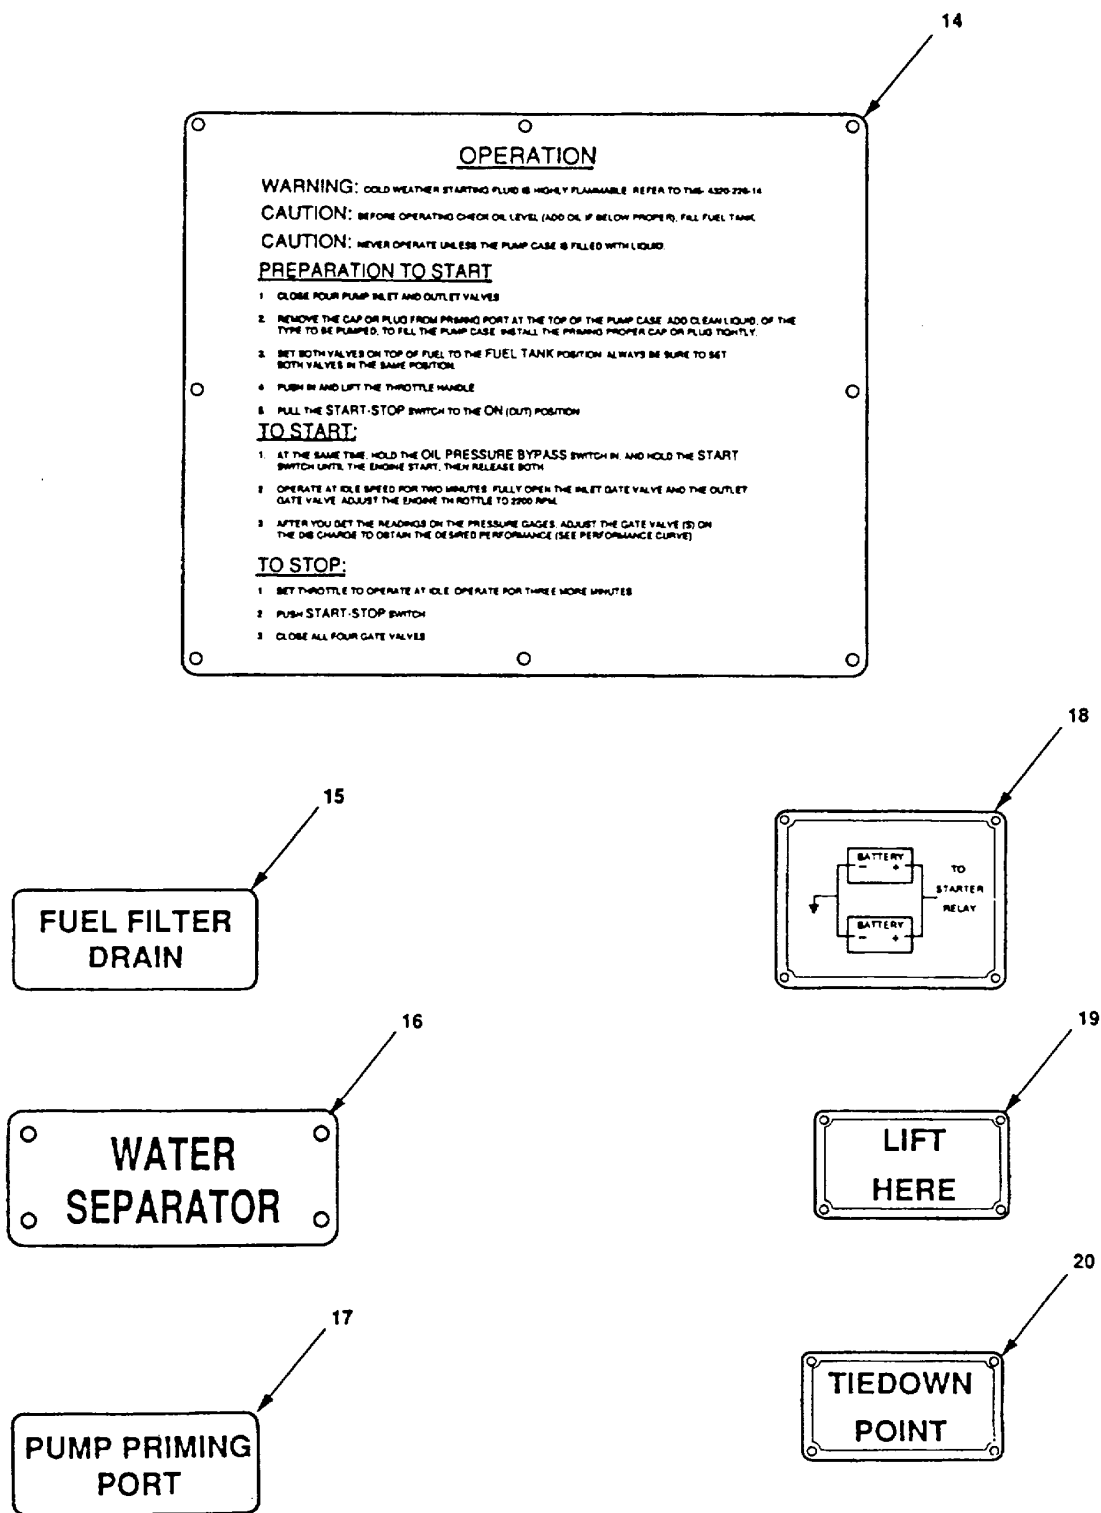 14
OPERATION
WARNING: COLD WEATHER STARTING FLUID IS HIGHLY FLAMMABLE REFER TO TM5- 4320-226-14
CAUTION: BEFORE OPERATING CHECK OIL LEVEL (ADD OIL IF BELOW PROPER), FILL FUEL TANK
CAUTION: NEVER OPERATE UNLESS THE PUMP CASE IS FILLED WITH LIQUID.
PREPARATION TO START
1 CLOSE FOUR PUMP INLET AND OUTLET VALVES
2. REMOVE THE CAP OR PLUG FROM PRIMING PORT AT THE TOP OF THE PUMP CASE ADD CLEAN LIQUID, OF THE
TYPE TO BE PUMPED, TO FILL THE PUMP CASE INSTALL THE PRIMING PROPER CAP OR PLUG TIGHTLY.
3. SET BOTH VALVES ON TOP OF FUEL TO THE FUEL TANK POSITION ALWAYS BE SURE TO SET
BOTH VALVES IN THE SAME POSITION.
4 PUSH IN AND LIFT THE THROTTLE HANDLE
5 PULL THE START-STOP SWITCH TO THE ON (OUT) POSITION
TO START:
1. AT THE SAME TIME, HOLD THE OIL PRESSURE BYPASS SWITCH IN, AND HOLD THE START
SWITCH UNTIL THE ENGINE START, THEN RELEASE BOTH
2 OPERATE AT IDLE SPEED FOR TWO MINUTES FULLY OPEN THE INLET GATE VALVE AND THE OUTLET
GATE VALVE ADJUST THE ENGINE TH ROTTLE TO 2200 RPM.
3 AFTER YOU GET THE READINGS ON THE PRESSURE GAGES, ADJUST THE GATE VALVE (S) ON
THE DIS CHARGE TO OBTAIN THE DESIRED PERFORMANCE (SEE PERFORMANCE CURVE)
TO STOP:
1 SET THROTTLE TO OPERATE AT IDLE OPERATE FOR THREE MORE MINUTES
2 PUSH START-STOP SWITCH
3 CLOSE ALL FOUR GATE VALVES
15
FUEL FILTER
DRAIN
18
BATTERY
- +
TO
STARTER
RELAY
BATTERY
- +
16
WATER
SEPARATOR
19
LIFT
HERE
17
PUMP PRIMING
PORT
20
TIEDOWN
POINT